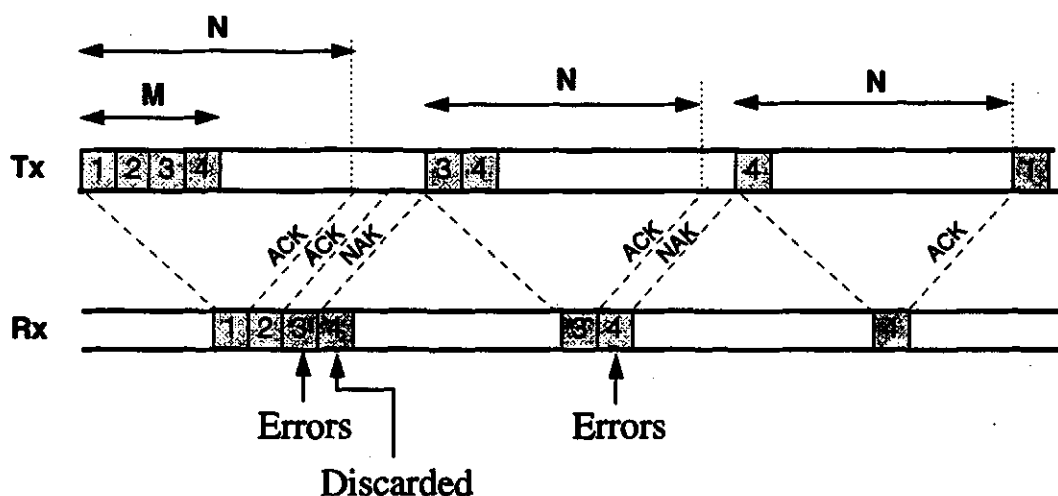 N
M
N
N
Tx
1 2 3 4
3 4
4
1
ACK
ACK
NAK
ACK
NAK
ACK
Rx
1 2 3 4
3 4
4
Errors
Discarded
Errors